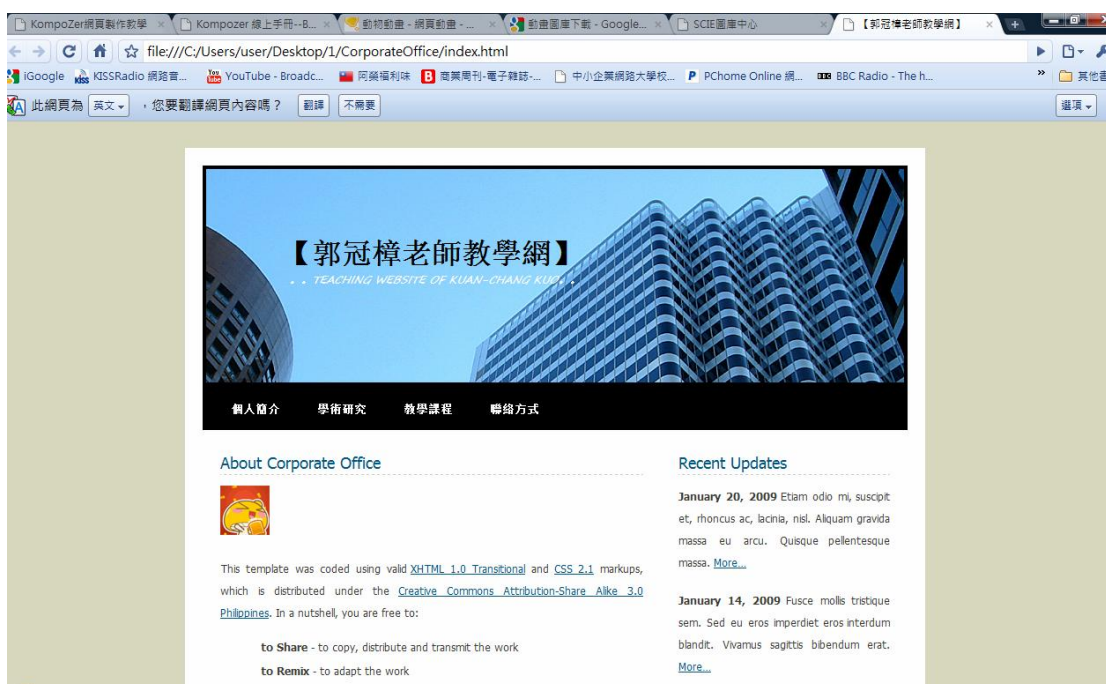 KompoZer網頁製作教學
Kompozer 線上手冊--B...
動物動畫 - 網頁動畫 - ...
動畫圖庫下載 - Google...
SCIE圖庫中心
【郭冠樟老師教學網】
file:///C:/Users/user/Desktop/1/CorporateOffice/index.html
iGoogle
KISSRadio 網路音...
YouTube - Broadc...
阿榮福利味
商業周刊-電子雜誌-...
中小企業網路大學校...
PChome Online 網...
BBC Radio - The h...
»
此網頁為 英文 ，您要翻譯網頁內容嗎？ 翻譯 不需要 選項
【郭冠樟老師教學網】
. . TEACHING WEBSITE OF KUAN-CHANG KUO. . .
個人簡介 學術研究 教學課程 聯絡方式
About Corporate Office
This template was coded using valid XHTML 1.0 Transitional and CSS 2.1 markups,
which is distributed under the Creative Commons Attribution-Share Alike 3.0
Philippines. In a nutshell, you are free to:
to Share - to copy, distribute and transmit the work
to Remix - to adapt the work
Recent Updates
January 20, 2009 Etiam odio mi, suscipit
et, rhoncus ac, lacinia, nisl. Aliquam gravida
massa eu arcu. Quisque pellentesque
massa. More...
January 14, 2009 Fusce mollis tristique
sem. Sed eu eros imperdiet eros interdum
blandit. Vivamus sagittis bibendum erat.
More...